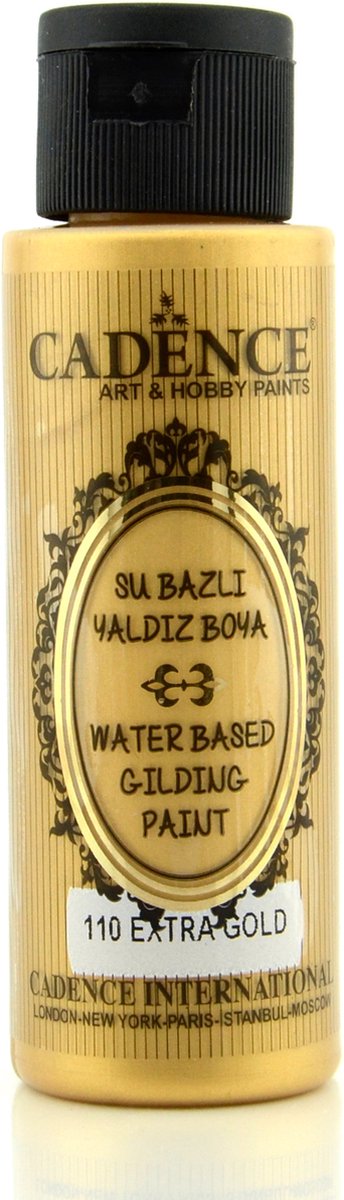 CADENCE®
ART & HOBBY PAINTS
SU BAZLI
YALDIZ BOYA
WATER BASED
GILDING
PAINT
110 EXTRA GOLD
CADENCE INTERNATIONAL
LONDON-NEW YORK-PARIS-İSTANBUL-MOSCOW